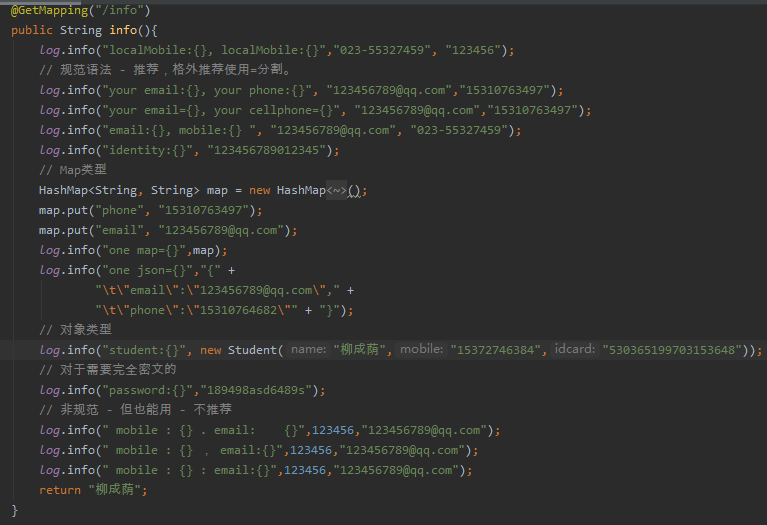 @GetMapping("/info")
public String info(){
log.info("localMobile:{}, localMobile:{}","023-55327459", "123456");
// 规范语法 - 推荐，格外推荐使用=分割。
log.info("your email:{}, your phone:{}", "123456789@qq.com","15310763497");
log.info("your email={}, your cellphone={}", "123456789@qq.com","15310763497");
log.info("email:{}, mobile:{} ", "123456789@qq.com", "023-55327459");
log.info("identity:{}", "123456789012345");
// Map类型
HashMap<String, String> map = new HashMap<~>();
map.put("phone", "15310763497");
map.put("email", "123456789@qq.com");
log.info("one map={}",map);
log.info("one json={}","{" +
"\t\"email\":\"123456789@qq.com\"," +
"\t\"phone\":\"15310764682\"" + "}");
// 对象类型
log.info("student:{}", new Student( name: "柳成荫", mobile: "15372746384", idcard: "530365199703153648"));
// 对于需要完全密文的
log.info("password:{}","189498asd6489s");
// 非规范 - 但也能用 - 不推荐
log.info(" mobile : {} . email:    {}",123456,"123456789@qq.com");
log.info(" mobile : {} ， email:{}",123456,"123456789@qq.com");
log.info(" mobile : {} : email:{}",123456,"123456789@qq.com");
return "柳成荫";
}